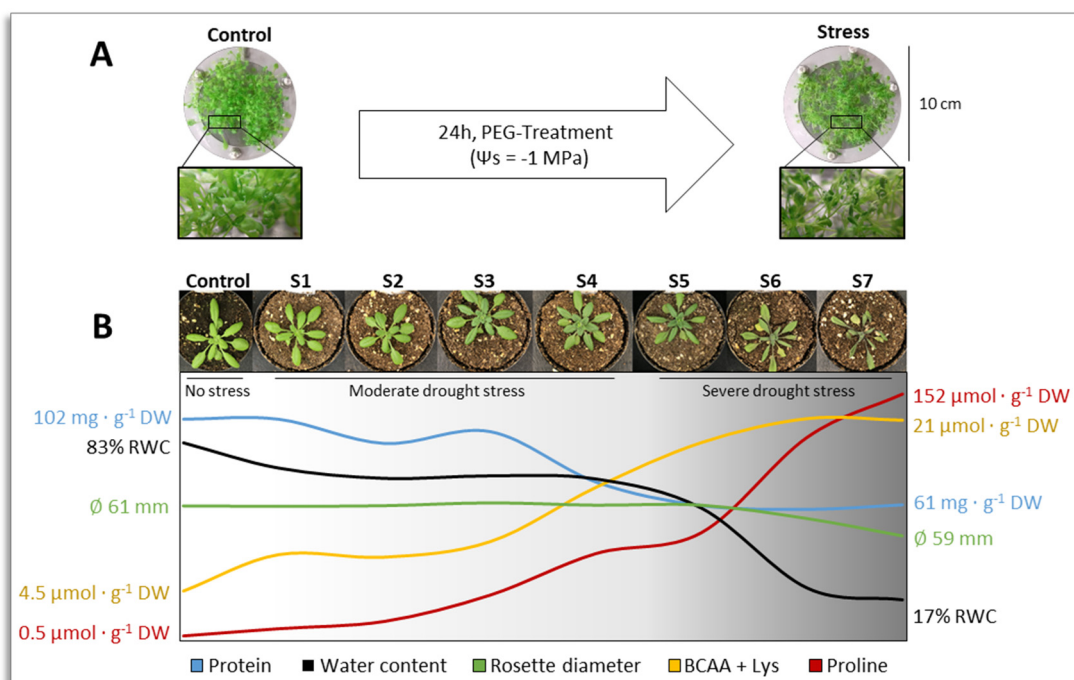 A
Control
Stress
24h, PEG-Treatment
(Ψs = -1 MPa)
10 cm
B
Control S1 S2 S3 S4 S5 S6 S7
No stress Moderate drought stress Severe drought stress
102 mg · g⁻¹ DW
83% RWC
Ø 61 mm
4.5 µmol · g⁻¹ DW
0.5 µmol · g⁻¹ DW
152 µmol · g⁻¹ DW
21 µmol · g⁻¹ DW
61 mg · g⁻¹ DW
Ø 59 mm
17% RWC
Protein Water content Rosette diameter BCAA + Lys Proline